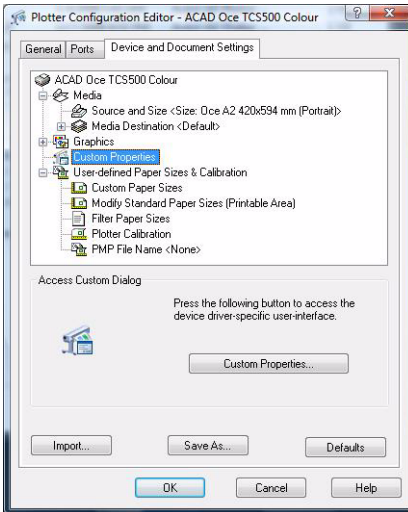 Plotter Configuration Editor - ACAD Oce TCS500 Colour
General Ports Device and Document Settings
ACAD Oce TCS500 Colour
Media
Source and Size <Size: Oce A2 420x594 mm (Portrait)>
Media Destination <Default>
Graphics
Custom Properties
User-defined Paper Sizes & Calibration
Custom Paper Sizes
Modify Standard Paper Sizes (Printable Area)
Filter Paper Sizes
Plotter Calibration
PMP File Name <None>
Access Custom Dialog
Press the following button to access the
device driver-specific user-interface.
Custom Properties...
Import... Save As... Defaults
OK Cancel Help